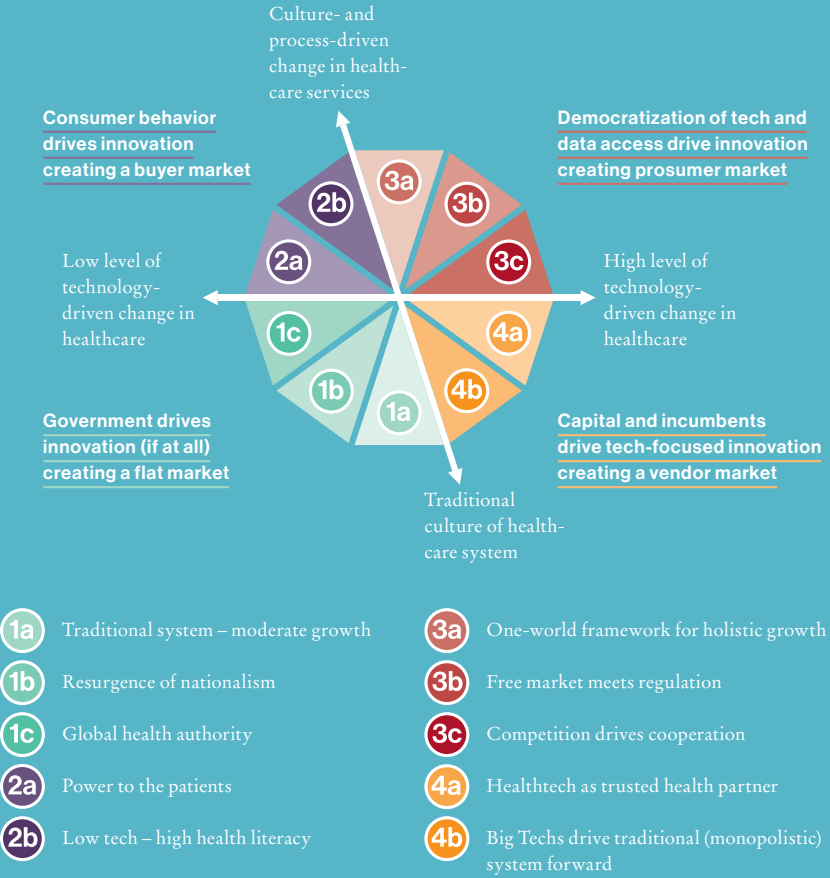 Culture- and
process-driven
change in health-
care services
Consumer behavior
drives innovation
creating a buyer market
Democratization of tech and
data access drive innovation
creating prosumer market
3a
2b
3b
2a
3c
Low level of
technology-
driven change in
healthcare
High level of
technology-
driven change in
healthcare
1c
4a
1b
4b
1a
Government drives
innovation (if at all)
creating a flat market
Capital and incumbents
drive tech-focused innovation
creating a vendor market
Traditional
culture of health-
care system
1a Traditional system – moderate growth
1b Resurgence of nationalism
1c Global health authority
2a Power to the patients
2b Low tech – high health literacy
3a One-world framework for holistic growth
3b Free market meets regulation
3c Competition drives cooperation
4a Healthtech as trusted health partner
4b Big Techs drive traditional (monopolistic)
system forward